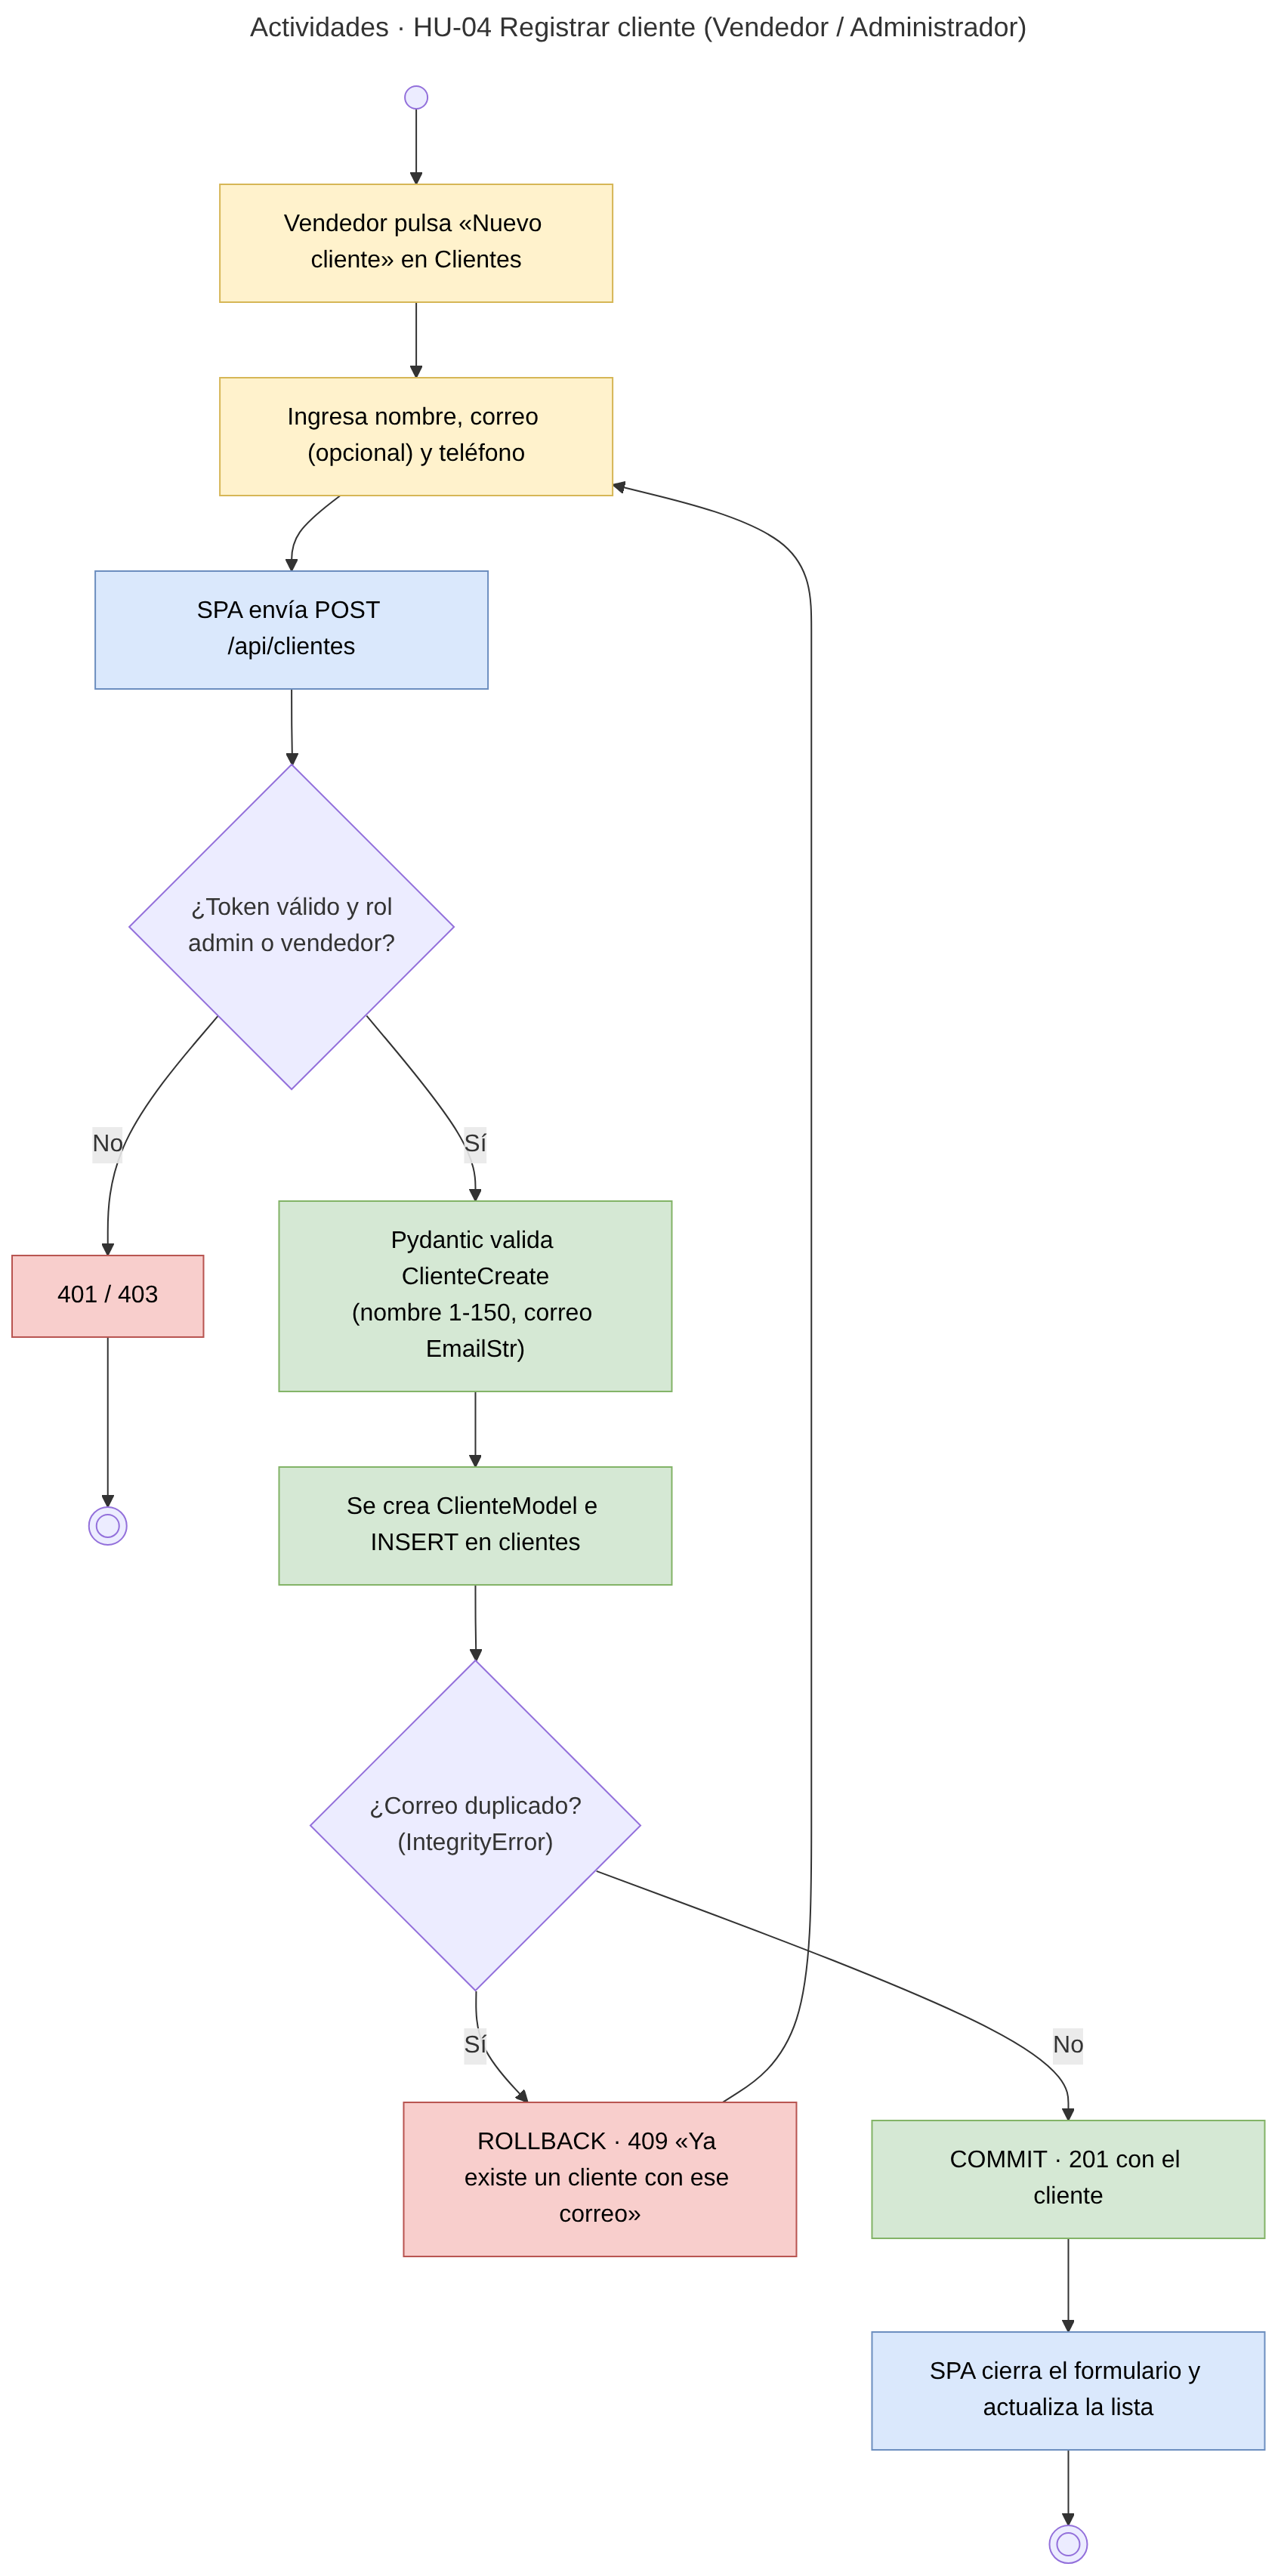 Actividades · HU-04 Registrar cliente (Vendedor / Administrador)
Vendedor pulsa «Nuevo
cliente» en Clientes
Ingresa nombre, correo
(opcional) y teléfono
SPA envía POST
/api/clientes
¿Token válido y rol
admin o vendedor?
No
Sí
Pydantic valida
ClienteCreate
(nombre 1-150, correo
EmailStr)
401 / 403
Se crea ClienteModel e
INSERT en clientes
¿Correo duplicado?
(IntegrityError)
Sí
No
ROLLBACK · 409 «Ya
existe un cliente con ese
correo»
COMMIT · 201 con el
cliente
SPA cierra el formulario y
actualiza la lista